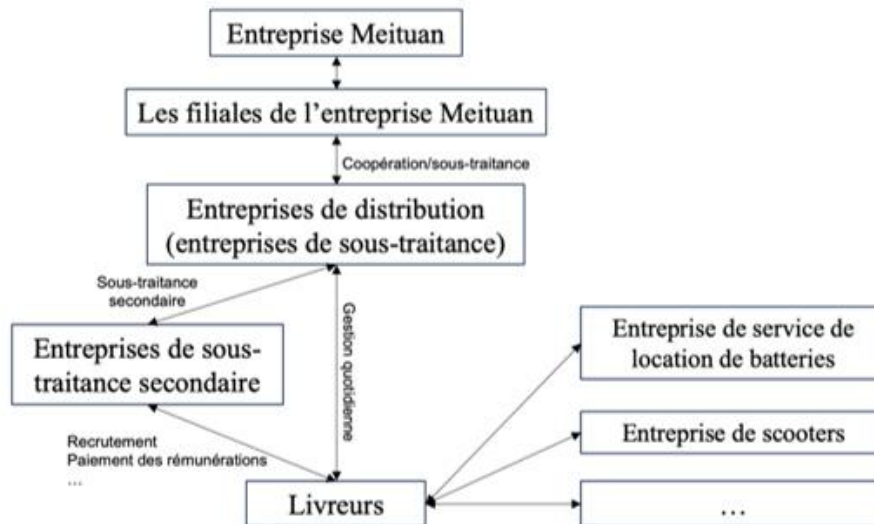 Entreprise Meituan
Les filiales de l'entreprise Meituan
Coopération/sous-traitance
Entreprises de distribution
(entreprises de sous-traitance)
Sous-traitance
secondaire
Gestion quotidienne
Entreprises de sous-
traitance secondaire
Entreprise de service de
location de batteries
Entreprise de scooters
Recrutement
Paiement des rémunérations
…
Livreurs
…